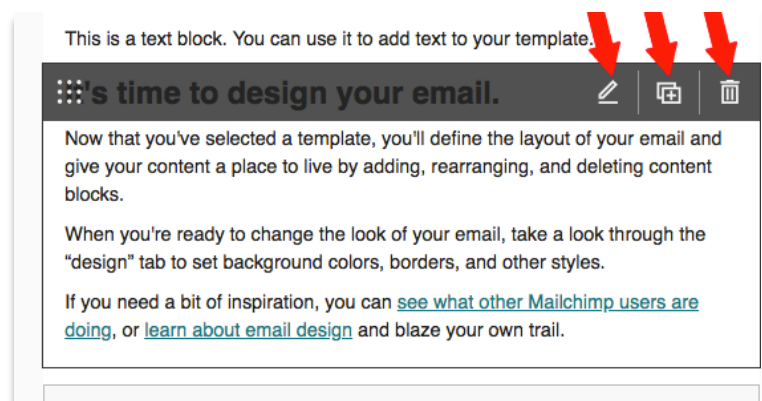 This is a text block. You can use it to add text to your template.
's time to design your email.
Now that you've selected a template, you'll define the layout of your email and
give your content a place to live by adding, rearranging, and deleting content
blocks.
When you're ready to change the look of your email, take a look through the
“design” tab to set background colors, borders, and other styles.
If you need a bit of inspiration, you can see what other Mailchimp users are
doing, or learn about email design and blaze your own trail.